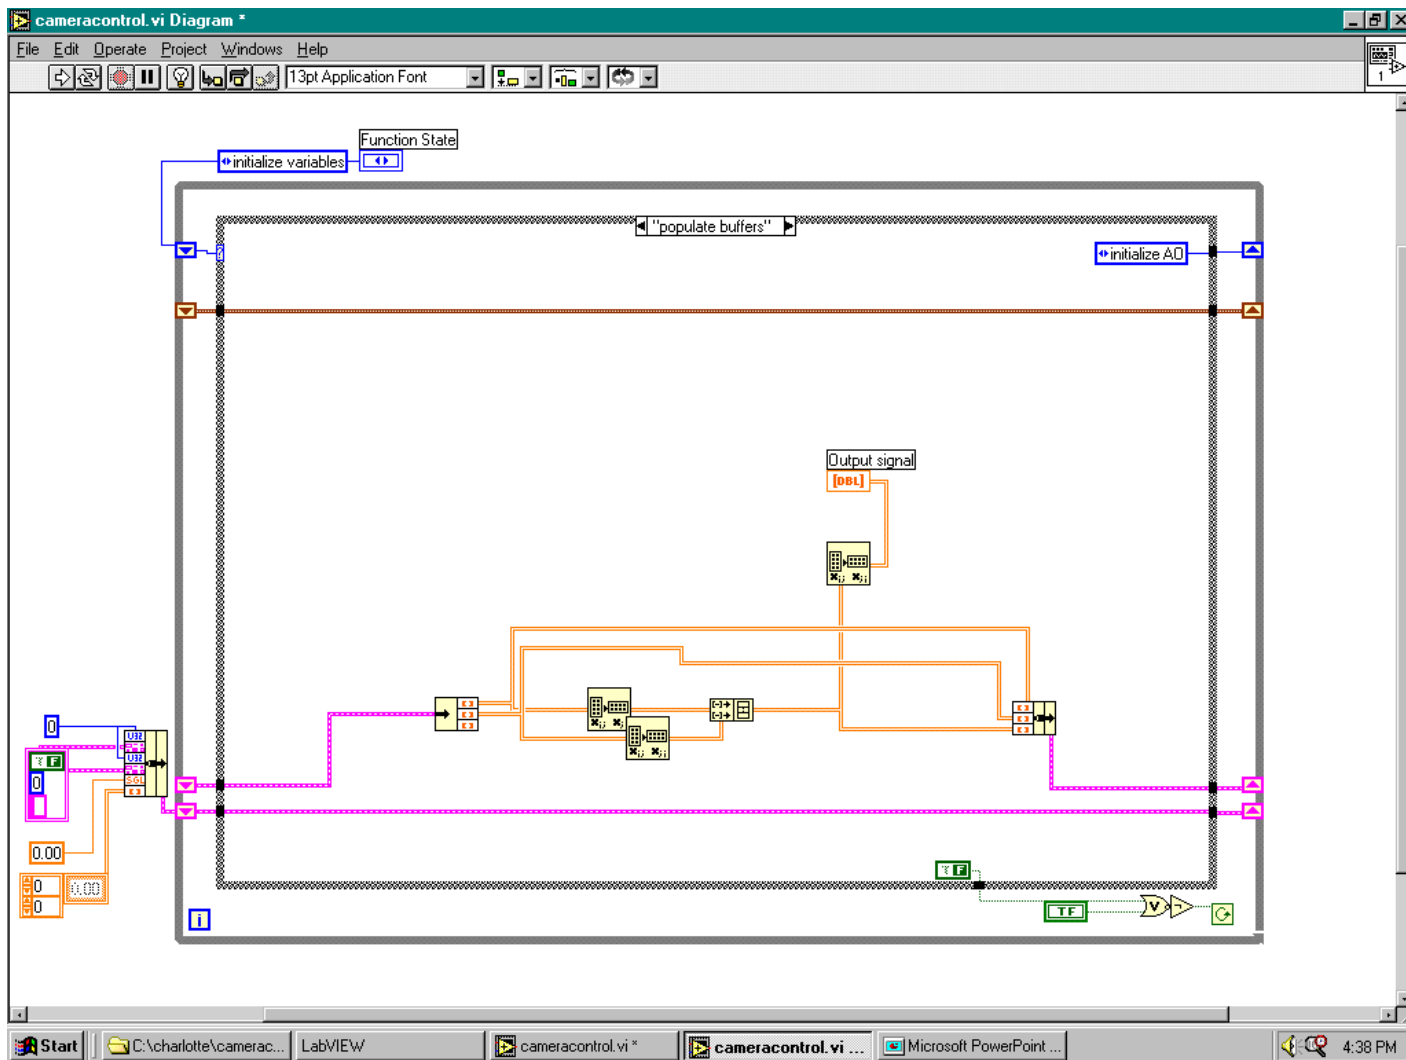 cameracontrol.vi Diagram *
File Edit Operate Project Windows Help
13pt Application Font
1
Function State
initialize variables
"populate buffers"
?
initialize AO
Output signal
[DBL]
0
U32
U32
SGL
F
0
0.00
0
0.00
0
i
F
TF
V
Start
C:\charlotte\camerac...
LabVIEW
cameracontrol.vi *
cameracontrol.vi ...
Microsoft PowerPoint ...
4:38 PM